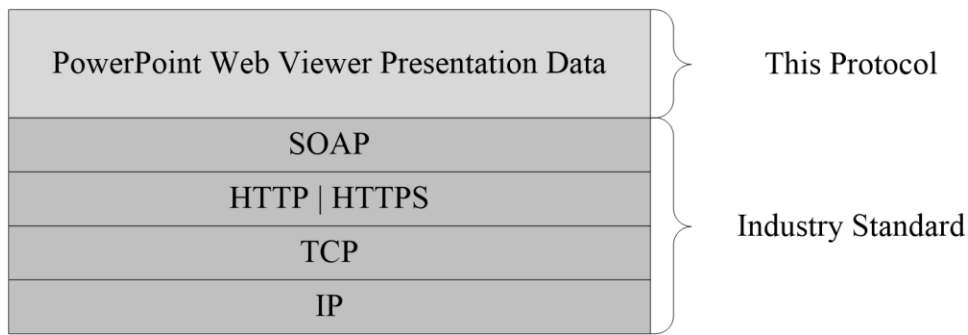 PowerPoint Web Viewer Presentation Data
This Protocol
SOAP
HTTP | HTTPS
TCP
IP
Industry Standard